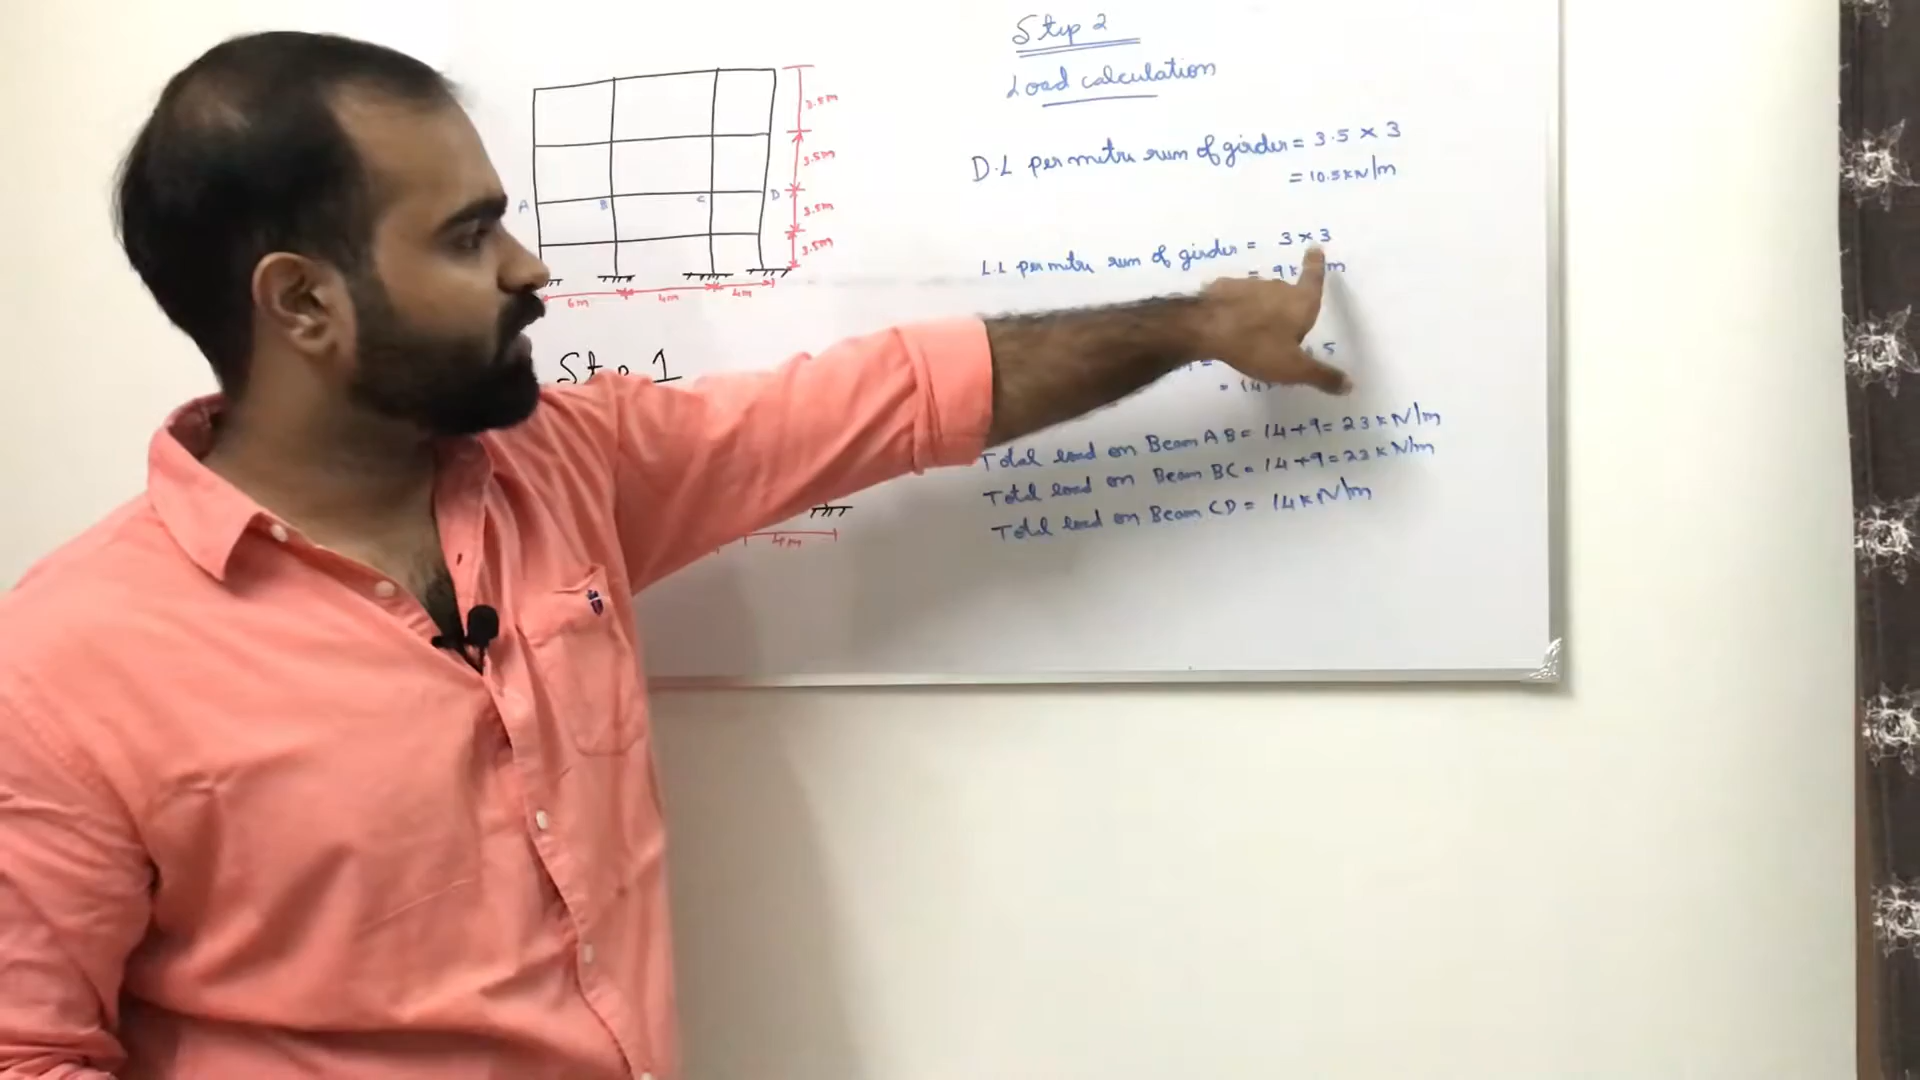 3.5m
3.5m
A B C D
3.5m
3.5m
6m 4m 4m
Step 1
4m
Step 2
Load calculation
D.L per metre run of girder = 3.5 × 3
= 10.5 kN/m
L.L per metre run of girder = 3 × 3
= 9 k m
5
= 14
Total load on Beam AB = 14+9 = 23 kN/m
Total load on Beam BC = 14+9 = 23 kN/m
Total load on Beam CD = 14 kN/m